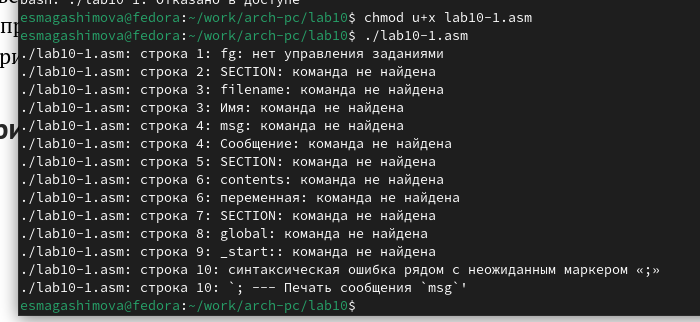 bash: ./lab10-1: Отказано в доступе
esmagashimova@fedora:~/work/arch-pc/lab10$ chmod u+x lab10-1.asm
esmagashimova@fedora:~/work/arch-pc/lab10$ ./lab10-1.asm
./lab10-1.asm: строка 1: fg: нет управления заданиями
./lab10-1.asm: строка 2: SECTION: команда не найдена
./lab10-1.asm: строка 3: filename: команда не найдена
./lab10-1.asm: строка 3: Имя: команда не найдена
./lab10-1.asm: строка 4: msg: команда не найдена
./lab10-1.asm: строка 4: Сообщение: команда не найдена
./lab10-1.asm: строка 5: SECTION: команда не найдена
./lab10-1.asm: строка 6: contents: команда не найдена
./lab10-1.asm: строка 6: переменная: команда не найдена
./lab10-1.asm: строка 7: SECTION: команда не найдена
./lab10-1.asm: строка 8: global: команда не найдена
./lab10-1.asm: строка 9: _start:: команда не найдена
./lab10-1.asm: строка 10: синтаксическая ошибка рядом с неожиданным маркером «;»
./lab10-1.asm: строка 10: `; --- Печать сообщения `msg`'
esmagashimova@fedora:~/work/arch-pc/lab10$